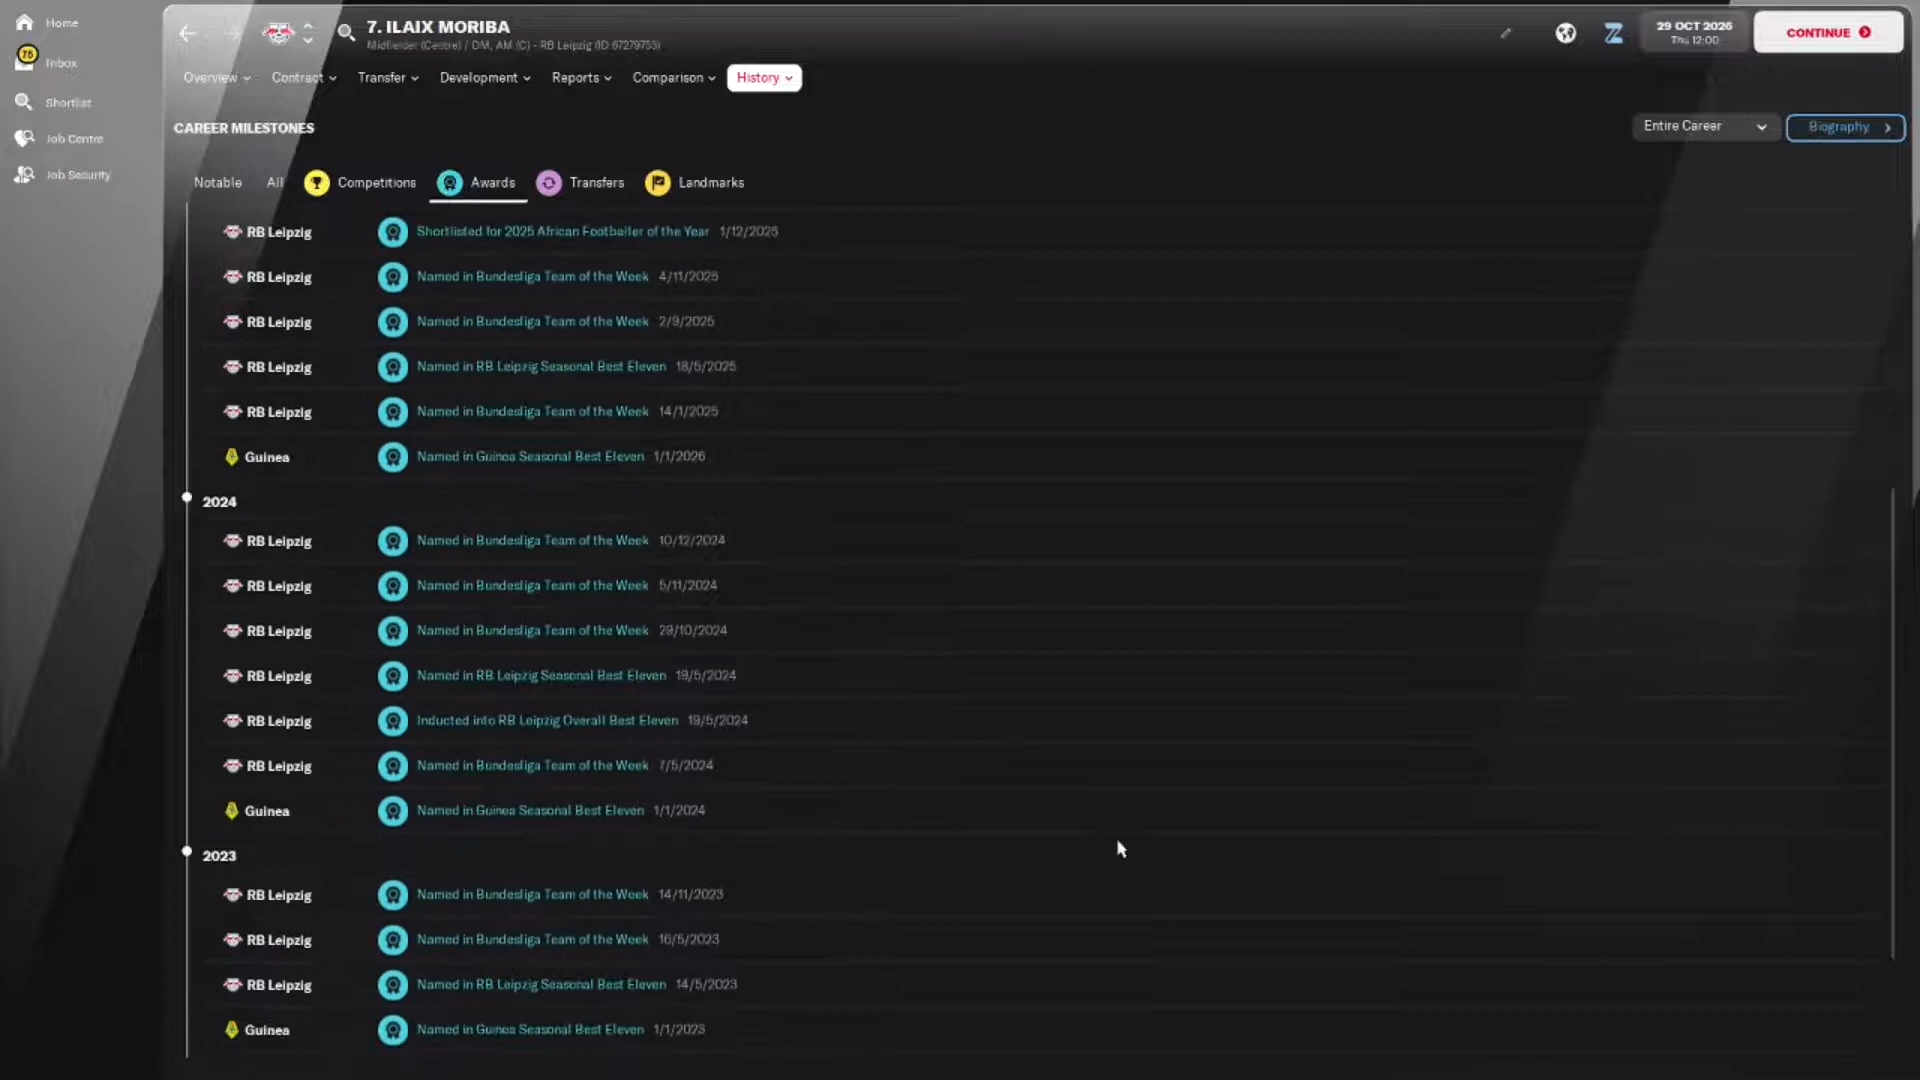 Home
75
Inbox
Shortlist
Job Centre
Job Security
7. ILAIX MORIBA
Midfielder (Centre) / DM, AM (C) - RB Leipzig (ID 67279753)
29 OCT 2026
Thu 12:00
CONTINUE
Overview
Contract
Transfer
Development
Reports
Comparison
History
CAREER MILESTONES
Entire Career
Biography
Notable
All
Competitions
Awards
Transfers
Landmarks
RB Leipzig Shortlisted for 2025 African Footballer of the Year 1/12/2025
RB Leipzig Named in Bundesliga Team of the Week 4/11/2025
RB Leipzig Named in Bundesliga Team of the Week 2/9/2025
RB Leipzig Named in RB Leipzig Seasonal Best Eleven 18/5/2025
RB Leipzig Named in Bundesliga Team of the Week 14/1/2025
Guinea Named in Guinea Seasonal Best Eleven 1/1/2025
2024
RB Leipzig Named in Bundesliga Team of the Week 10/12/2024
RB Leipzig Named in Bundesliga Team of the Week 5/11/2024
RB Leipzig Named in Bundesliga Team of the Week 29/10/2024
RB Leipzig Named in RB Leipzig Seasonal Best Eleven 19/5/2024
RB Leipzig Inducted into RB Leipzig Overall Best Eleven 19/5/2024
RB Leipzig Named in Bundesliga Team of the Week 7/5/2024
Guinea Named in Guinea Seasonal Best Eleven 1/1/2024
2023
RB Leipzig Named in Bundesliga Team of the Week 14/11/2023
RB Leipzig Named in Bundesliga Team of the Week 16/5/2023
RB Leipzig Named in RB Leipzig Seasonal Best Eleven 14/5/2023
Guinea Named in Guinea Seasonal Best Eleven 1/1/2023